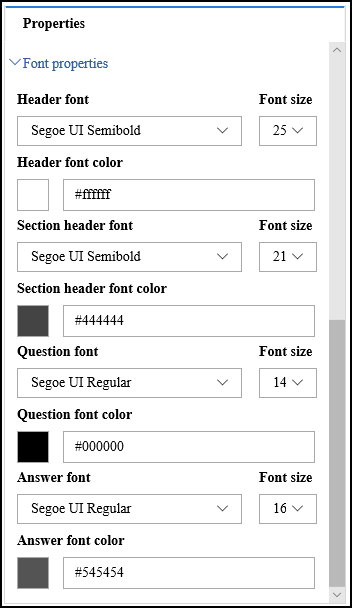 Properties
Font properties
Header font Font size
Segoe UI Semibold 25
Header font color
#ffffff
Section header font Font size
Segoe UI Semibold 21
Section header font color
#444444
Question font Font size
Segoe UI Regular 14
Question font color
#000000
Answer font Font size
Segoe UI Regular 16
Answer font color
#545454